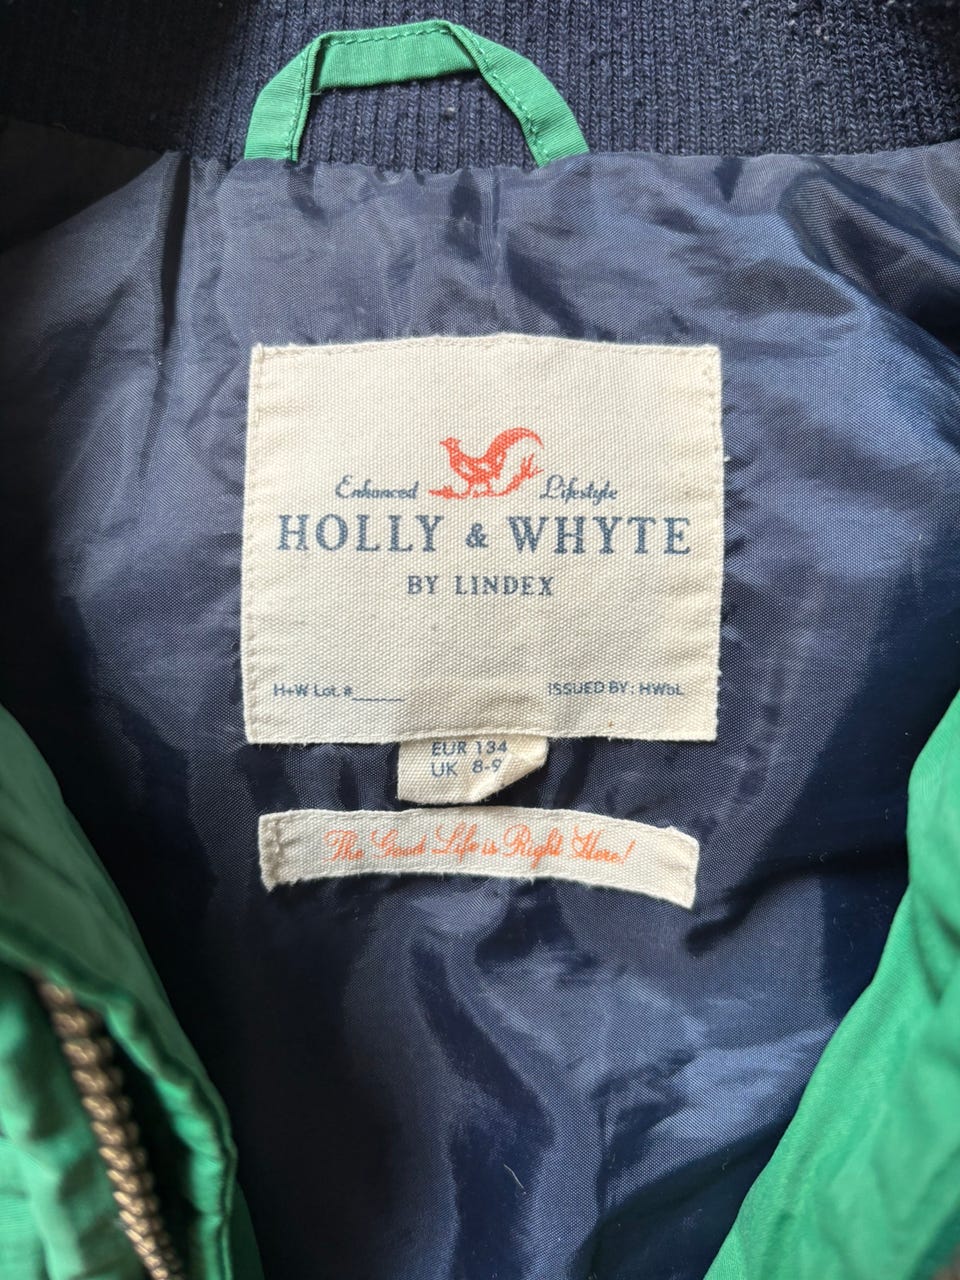 Enhanced Lifestyle
HOLLY & WHYTE
BY LINDEX
H+W Lot. #______ ISSUED BY: HWbL
EUR 134
UK 8-9
The Good Life is Right Here!